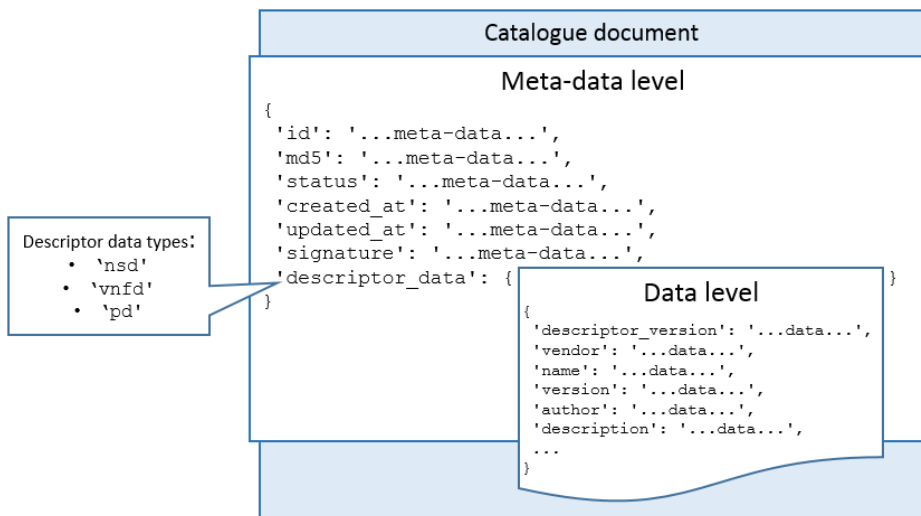 Catalogue document
Meta-data level
{
'id': '...meta-data...',
'md5': '...meta-data...',
'status': '...meta-data...',
'created_at': '...meta-data...',
'updated_at': '...meta-data...',
'signature': '...meta-data...',
'descriptor_data': { }
}
Descriptor data types:
• 'nsd'
• 'vnfd'
• 'pd'
Data level
{
'descriptor_version': '...data...',
'vendor': '...data...',
'name': '...data...',
'version': '...data...',
'author': '...data...',
'description': '...data...',
...
}